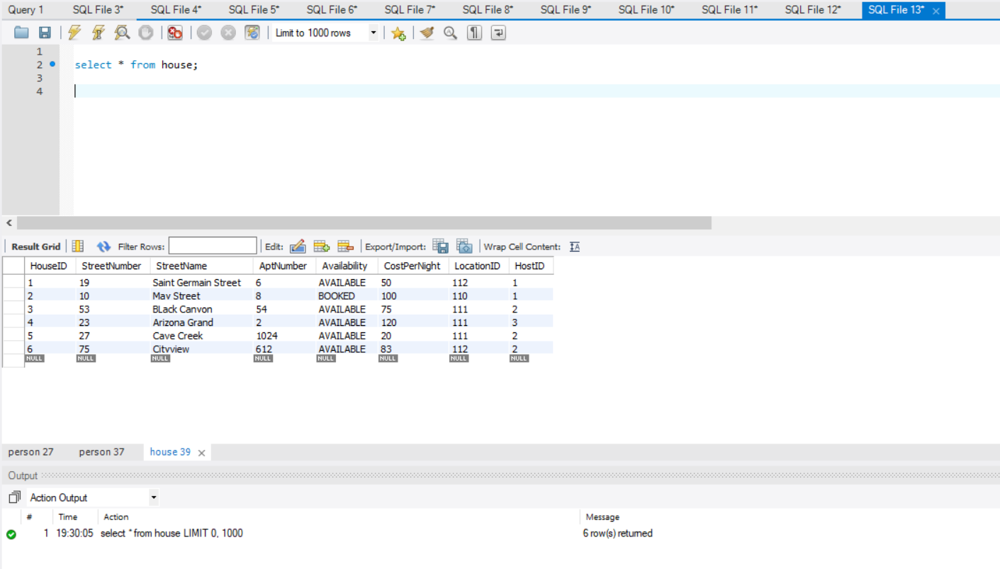 Query 1 SQL File 3* SQL File 4* SQL File 5* SQL File 6* SQL File 7* SQL File 8* SQL File 9* SQL File 10* SQL File 11* SQL File 12* SQL File 13*
Limit to 1000 rows
1
2 select * from house;
3
4
Result Grid Filter Rows: Edit: Export/Import: Wrap Cell Content:
HouseID StreetNumber StreetName AptNumber Availability CostPerNight LocationID HostID
1 19 Saint Germain Street 6 AVAILABLE 50 112 1
2 10 May Street 8 BOOKED 100 110 1
3 53 BLack Canyon 54 AVAILABLE 75 111 2
4 23 Arizona Grand 2 AVAILABLE 120 111 3
5 27 Cave Creek 1024 AVAILABLE 20 111 2
6 75 Cityview 612 AVAILABLE 83 112 2
NULL NULL NULL NULL NULL NULL NULL NULL
person 27 person 37 house 39
Output
Action Output
# Time Action Message
1 19:30:05 select * from house LIMIT 0, 1000 6 row(s) returned